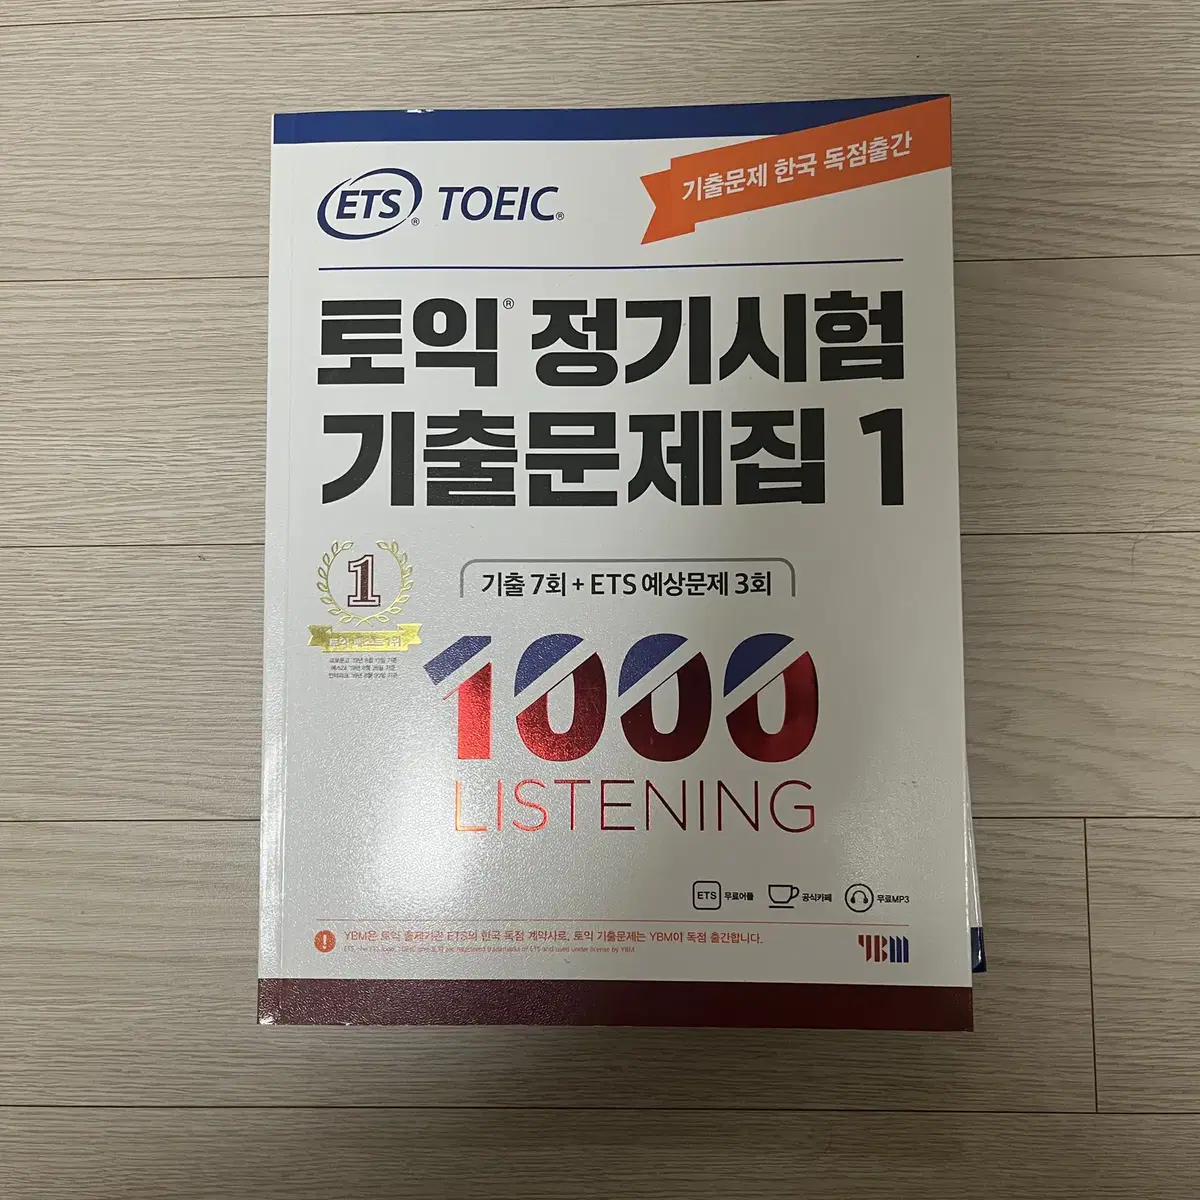 ETS® TOEIC®
기출문제 한국 독점출간
토익® 정기시험
기출문제집 1
1
기출 7회 + ETS 예상문제 3회
1000
LISTENING
ETS 무료어플
공식카페
무료MP3
YBM은 토익 출제기관 ETS의 한국 독점 계약사로, 토익 기출문제는 YBM이 독점 출간합니다.
YBM